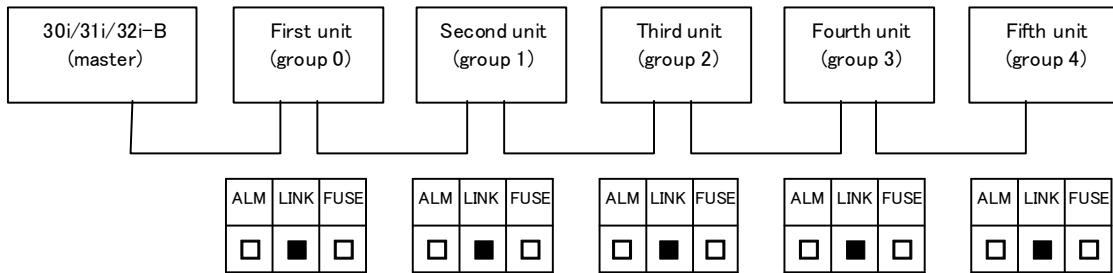 30i/31i/32i-B
(master)
First unit
(group 0)
Second unit
(group 1)
Third unit
(group 2)
Fourth unit
(group 3)
Fifth unit
(group 4)
ALM LINK FUSE
ALM LINK FUSE
ALM LINK FUSE
ALM LINK FUSE
ALM LINK FUSE